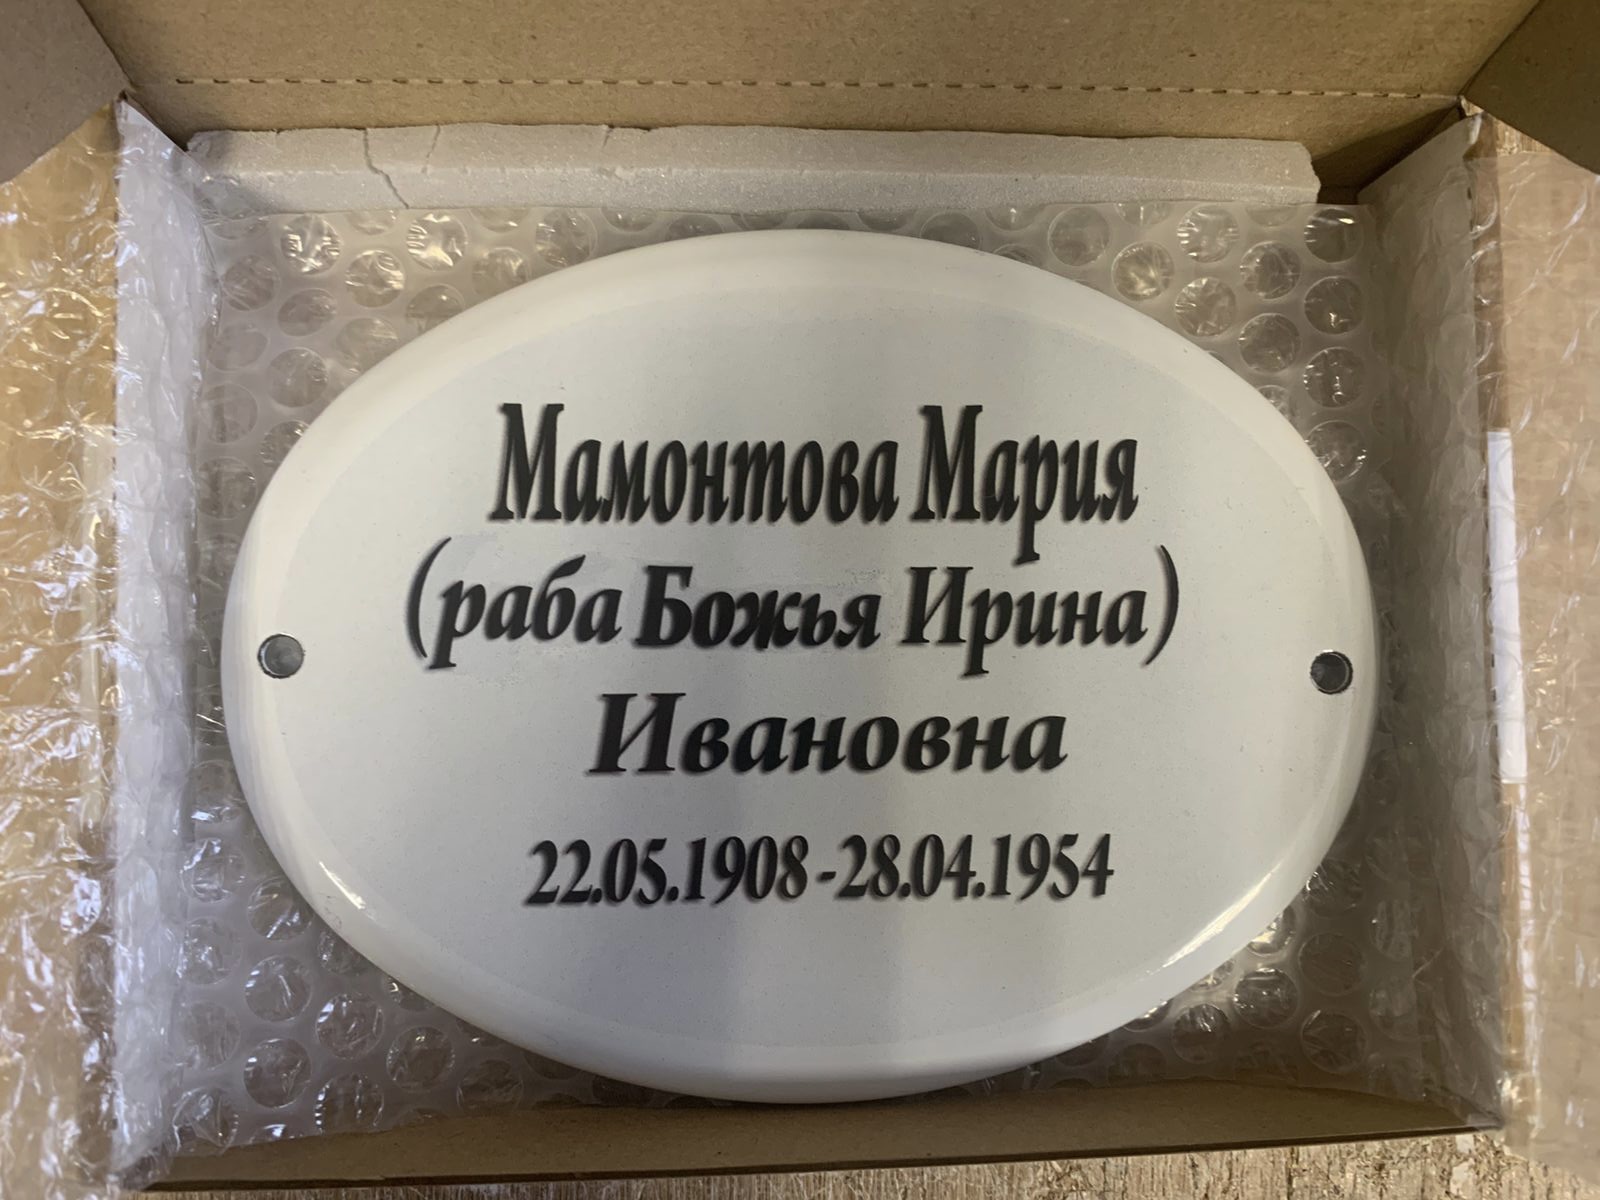 Мамонтова Мария
(раба Божья Ирина)
Ивановна
22.05.1908-28.04.1954